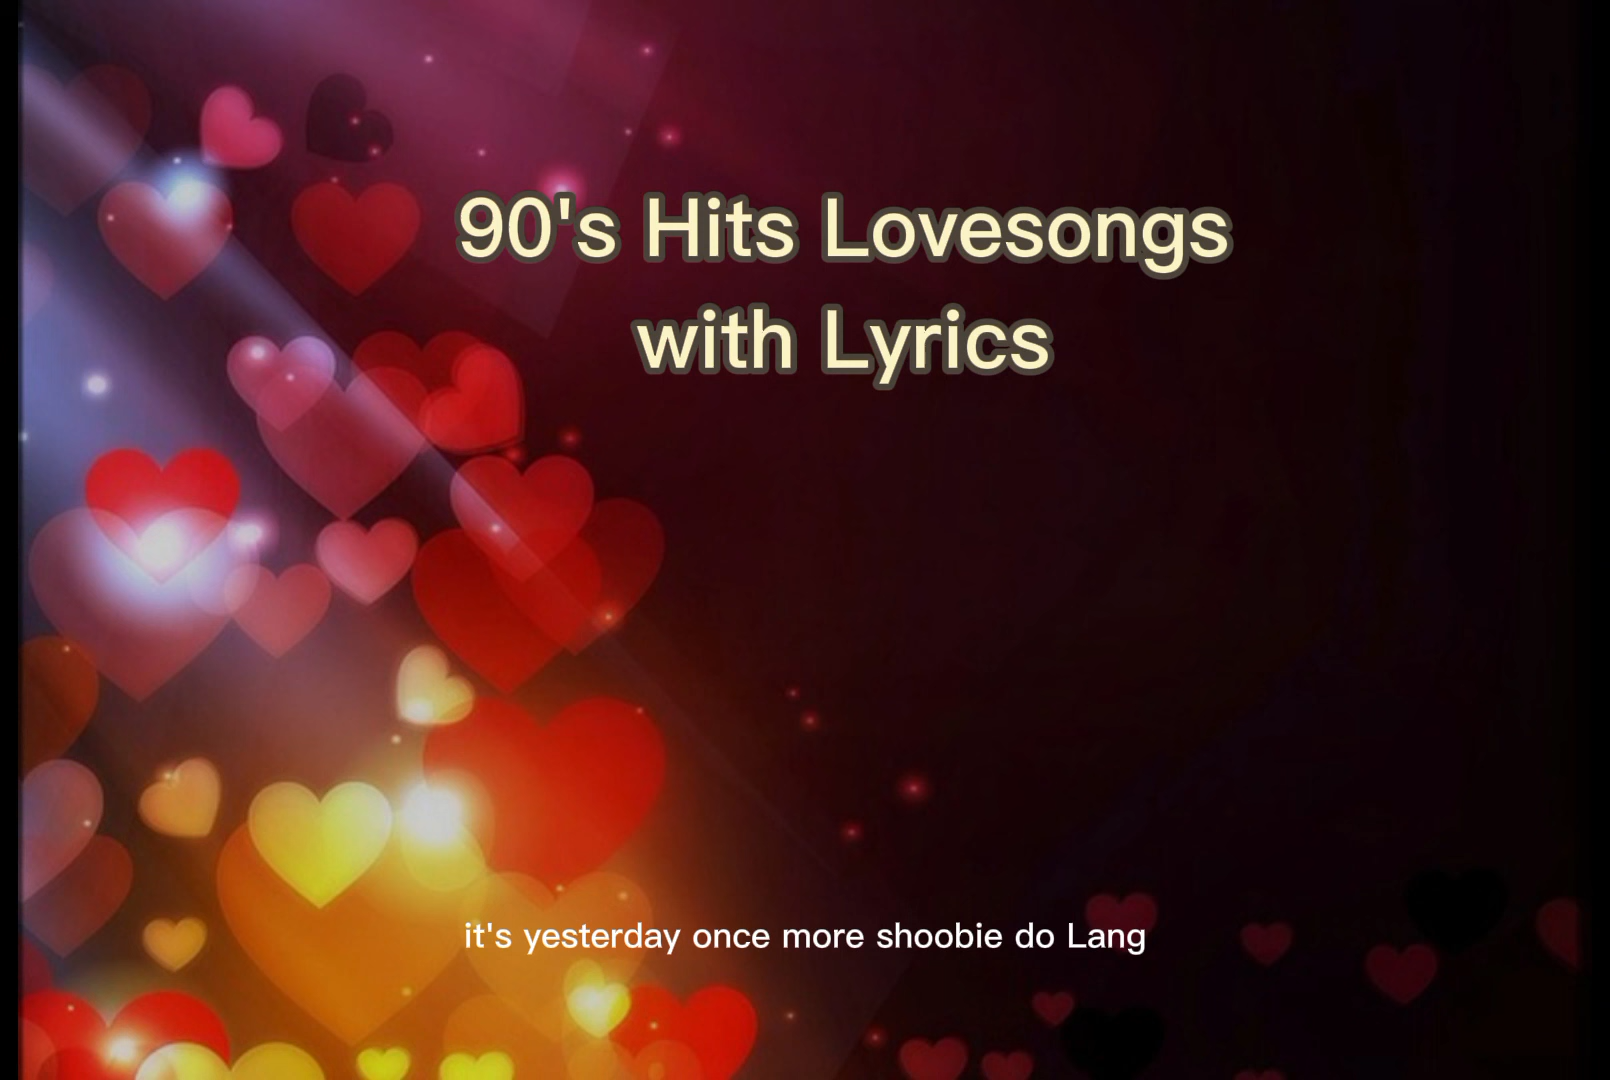 90's Hits Lovesongs
with Lyrics
it's yesterday once more shoobie do Lang